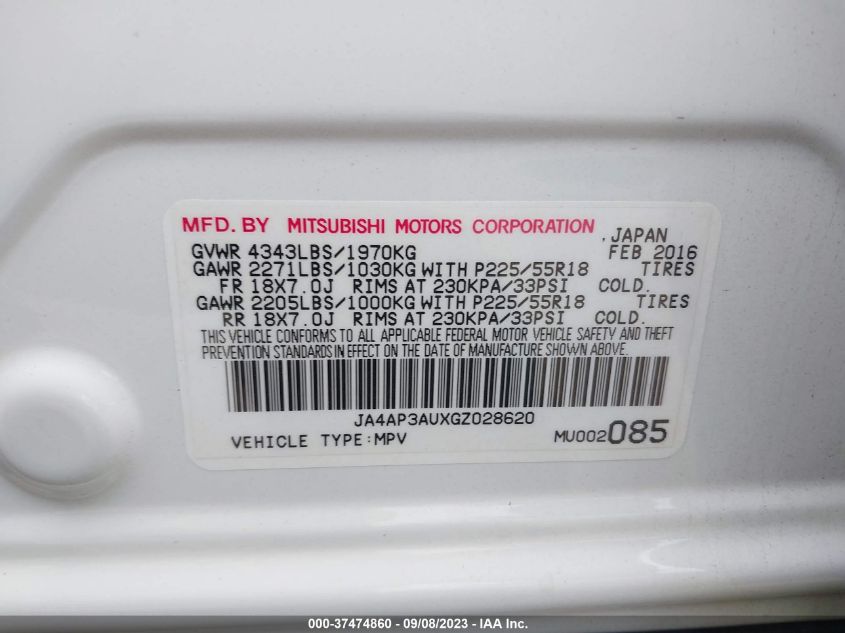 MFD. BY MITSUBISHI MOTORS CORPORATION , JAPAN
GVWR 4343LBS/1970KG FEB 2016
GAWR 2271LBS/1030KG WITH P225/55R18 TIRES
FR 18X7.0J RIMS AT 230KPA/33PSI COLD.
GAWR 2205LBS/1000KG WITH P225/55R18 TIRES
RR 18X7.0J RIMS AT 230KPA/33PSI COLD.
THIS VEHICLE CONFORMS TO ALL APPLICABLE FEDERAL MOTOR VEHICLE SAFETY AND THEFT
PREVENTION STANDARDS IN EFFECT ON THE DATE OF MANUFACTURE SHOWN ABOVE.
JA4AP3AUXGZ028620
VEHICLE TYPE:MPV MU002085
000-37474860 - 09/08/2023 - IAA Inc.